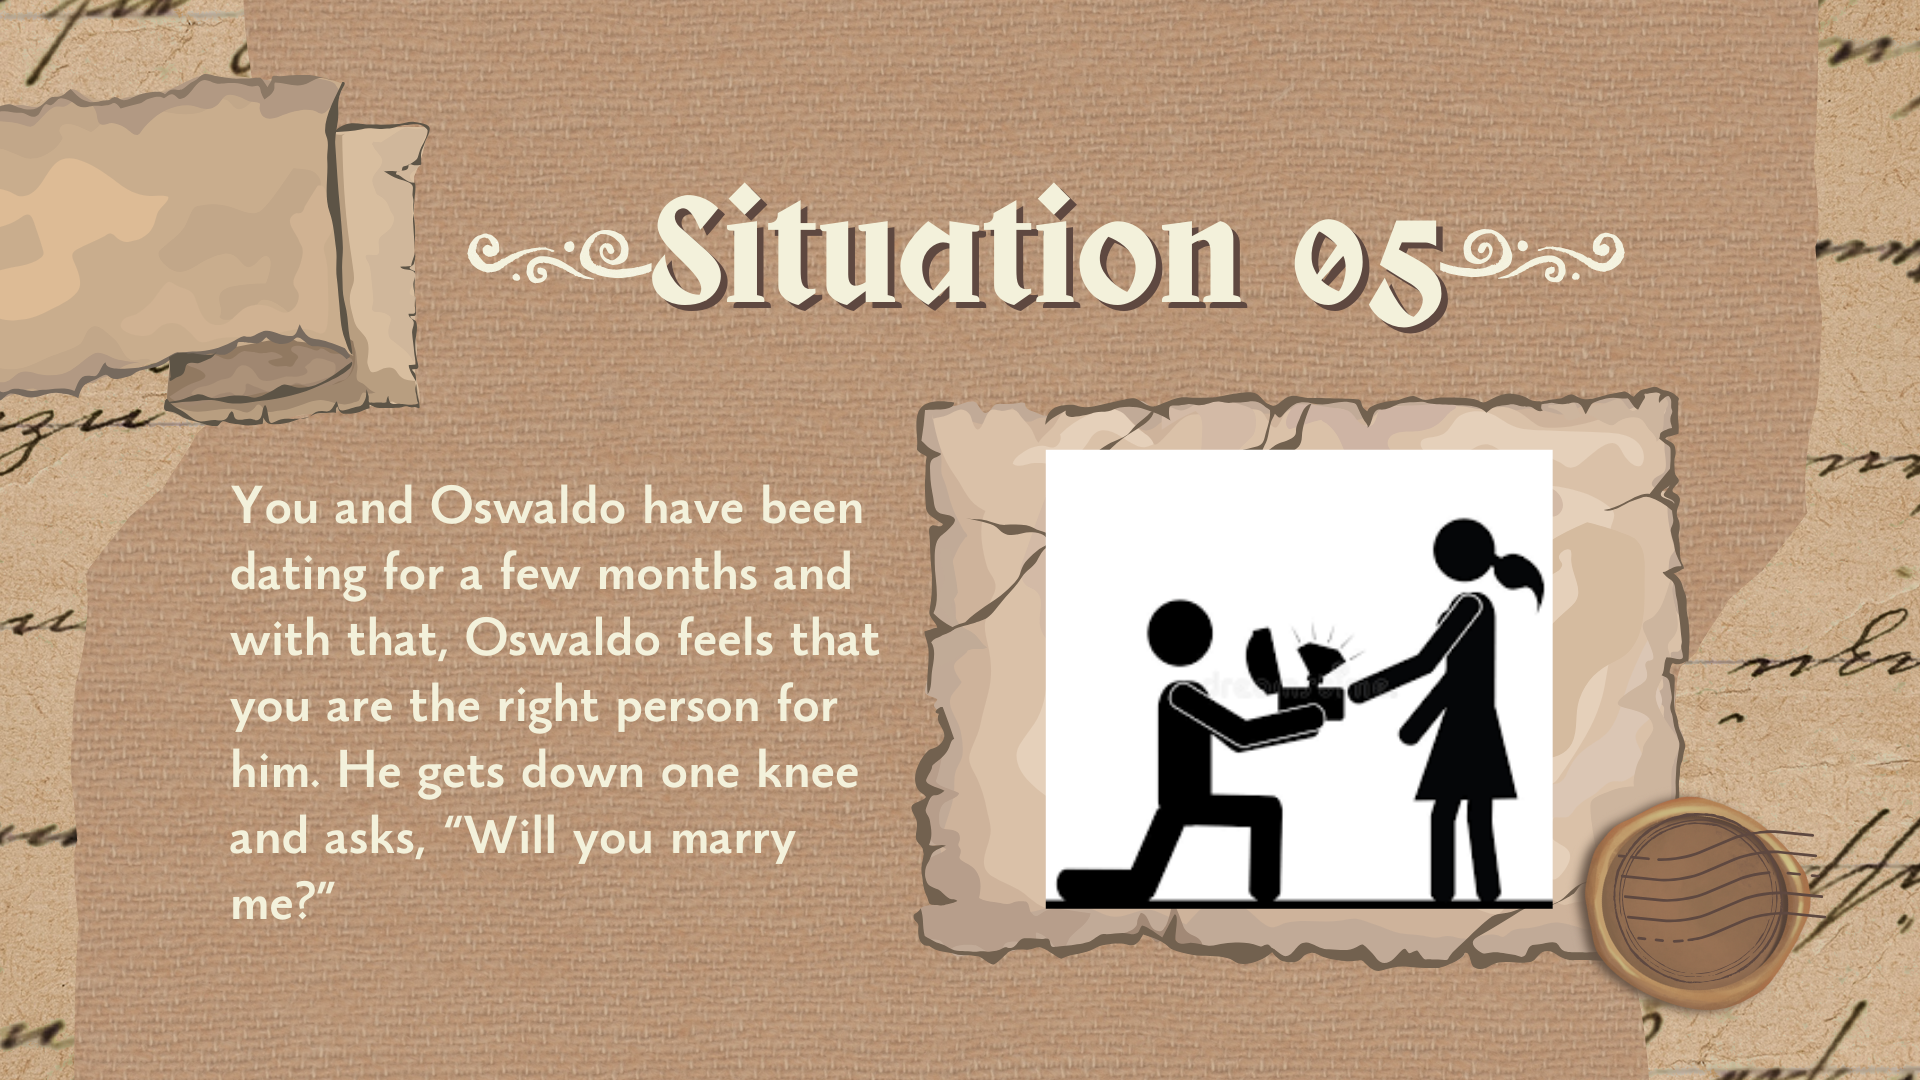 Situation 05
You and Oswaldo have been
dating for a few months and
with that, Oswaldo feels that
you are the right person for
him. He gets down one knee
and asks, “Will you marry
me?”
dreamstime